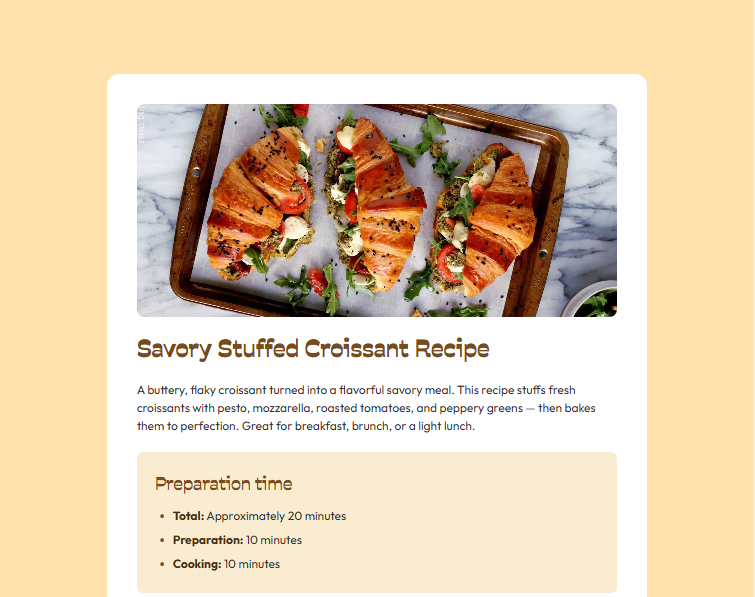 Savory Stuffed Croissant Recipe
A buttery, flaky croissant turned into a flavorful savory meal. This recipe stuffs fresh
croissants with pesto, mozzarella, roasted tomatoes, and peppery greens — then bakes
them to perfection. Great for breakfast, brunch, or a light lunch.
Preparation time
• Total: Approximately 20 minutes
• Preparation: 10 minutes
• Cooking: 10 minutes